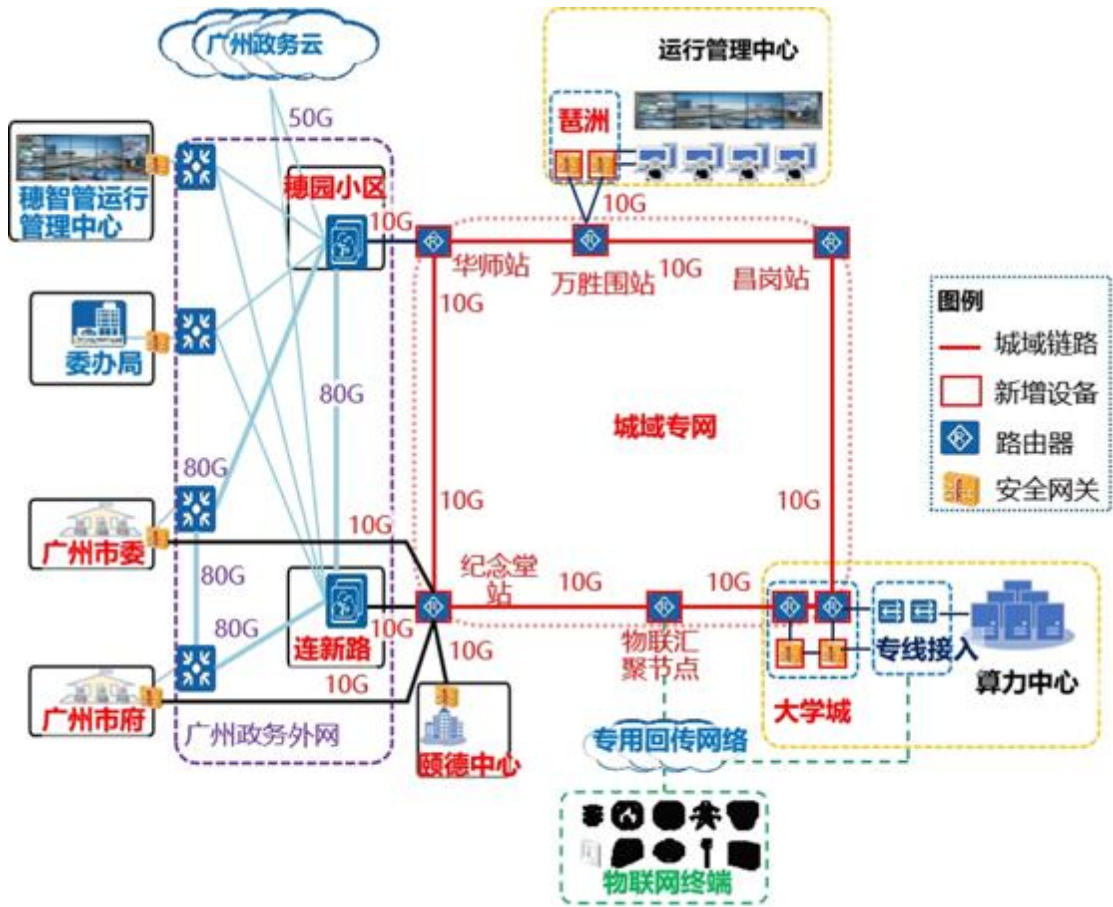 广州政务云
50G
运行管理中心
琶洲
穗智管运行
管理中心
穗园小区
10G
10G
华师站
万胜围站
10G
昌岗站
10G
委办局
80G
城域专网
图例
城域链路
新增设备
路由器
安全网关
80G
10G
10G
广州市委
10G
纪念堂
站
10G
10G
80G
80G
连新路
10G
10G
10G
物联汇
聚节点
专线接入
算力中心
大学城
广州市府
广州政务外网
颐德中心
专用回传网络
物联网终端